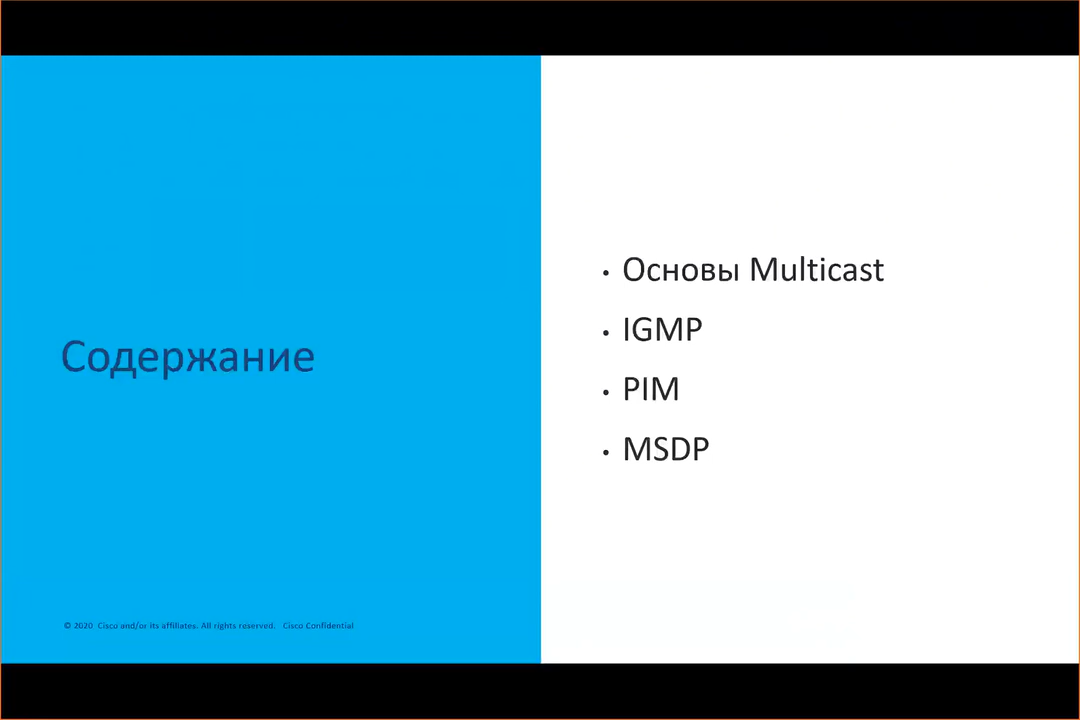 Содержание
© 2020 Cisco and/or its affiliates. All rights reserved. Cisco Confidential
• Основы Multicast
• IGMP
• PIM
• MSDP